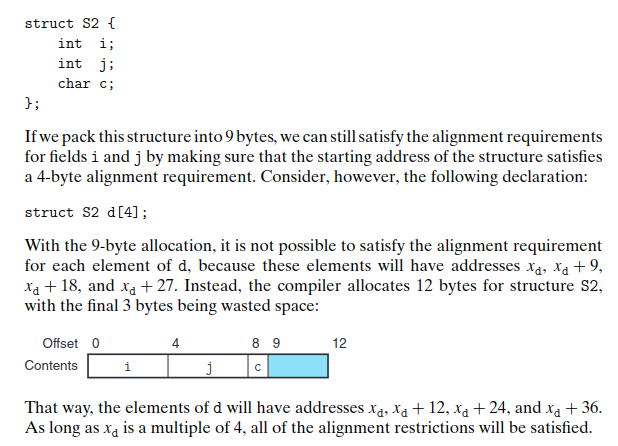 struct S2 {
    int i;
    int j;
    char c;
};
If we pack this structure into 9 bytes, we can still satisfy the alignment requirements
for fields i and j by making sure that the starting address of the structure satisfies
a 4-byte alignment requirement. Consider, however, the following declaration:
struct S2 d[4];
With the 9-byte allocation, it is not possible to satisfy the alignment requirement
for each element of d, because these elements will have addresses x_d, x_d + 9,
x_d + 18, and x_d + 27. Instead, the compiler allocates 12 bytes for structure S2,
with the final 3 bytes being wasted space:
Offset 0 4 8 9 12
Contents i j c
That way, the elements of d will have addresses x_d, x_d + 12, x_d + 24, and x_d + 36.
As long as x_d is a multiple of 4, all of the alignment restrictions will be satisfied.